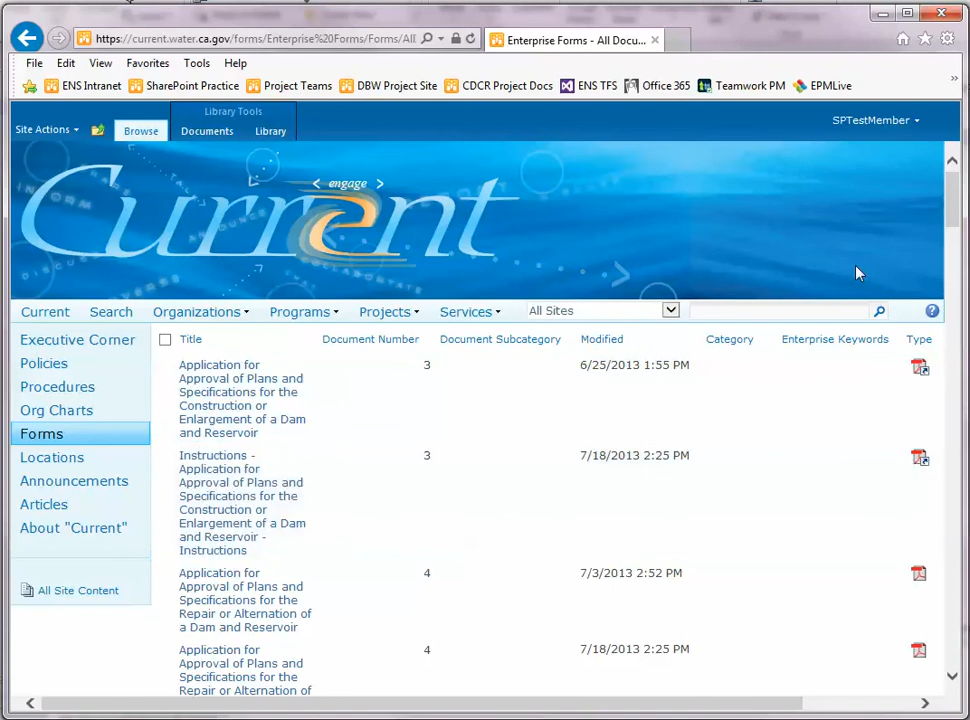 https://current.water.ca.gov/forms/Enterprise%20Forms/Forms/All
Enterprise Forms - All Docu...
File Edit View Favorites Tools Help
ENS Intranet SharePoint Practice Project Teams DBW Project Site CDCR Project Docs ENS TFS Office 365 Teamwork PM EPMLive
Library Tools
Site Actions Browse Documents Library SPTestMember
Current
< engage >
Current Search Organizations Programs Projects Services All Sites
Executive Corner
Policies
Procedures
Org Charts
Forms
Locations
Announcements
Articles
About "Current"
All Site Content
Title Document Number Document Subcategory Modified Category Enterprise Keywords Type
Application for 3 6/25/2013 1:55 PM
Approval of Plans and
Specifications for the
Construction or
Enlargement of a Dam
and Reservoir
Instructions - 3 7/18/2013 2:25 PM
Application for
Approval of Plans and
Specifications for the
Construction or
Enlargement of a Dam
and Reservoir -
Instructions
Application for 4 7/3/2013 2:52 PM
Approval of Plans and
Specifications for the
Repair or Alternation of
a Dam and Reservoir
Application for 4 7/18/2013 2:25 PM
Approval of Plans and
Specifications for the
Repair or Alternation of